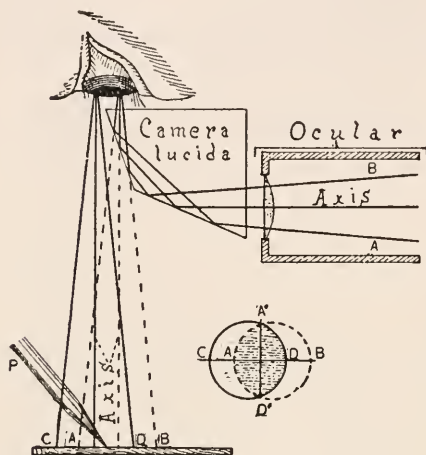 Camera
lucida
Ocular
B
Axis
A
P
Axis
C A D B
A'
C A D B
D'